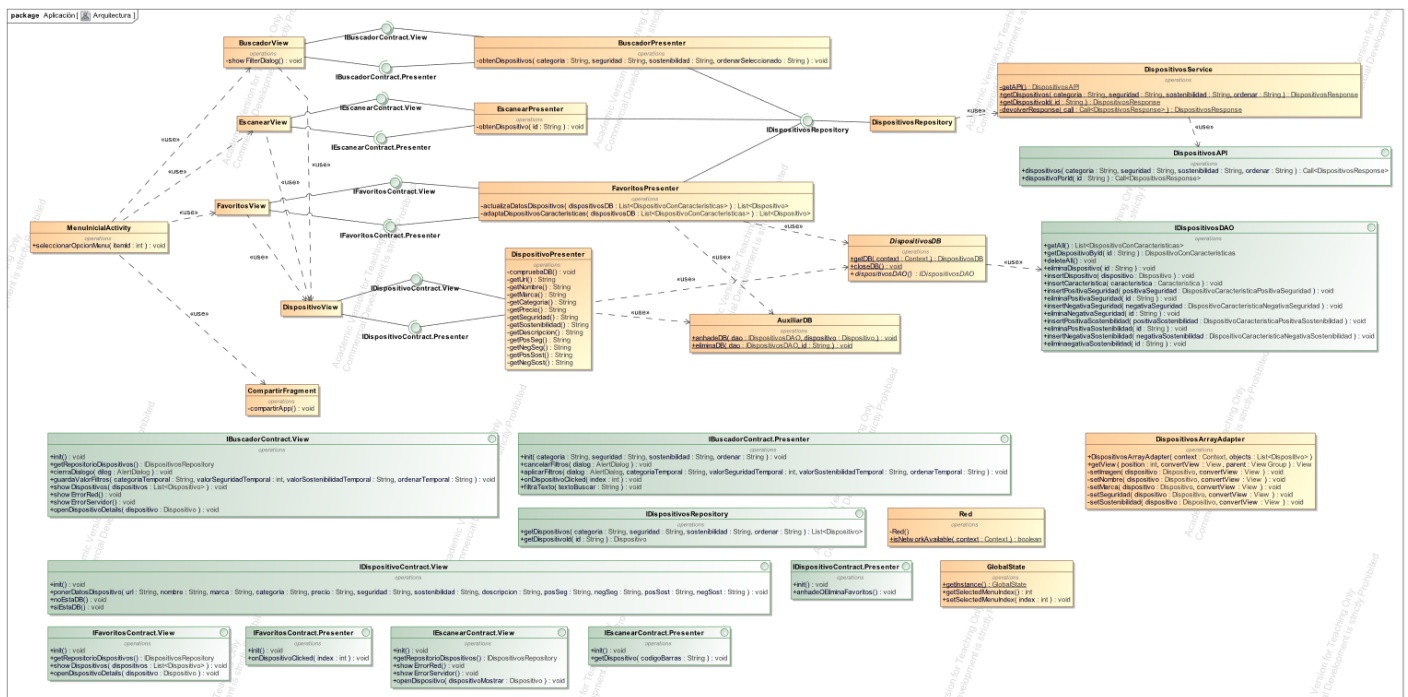 package Aplicación [ Arquitectura ]
BuscadorView
operations
-showFilterDialog() : void
IBuscadorContract.View
IBuscadorContract.Presenter
BuscadorPresenter
operations
-obtenDispositivos( categoria : String, seguridad : String, sostenibilidad : String, ordenarSeleccionado : String ) : void
EscanearView
IEscanearContract.View
IEscanearContract.Presenter
EscanearPresenter
operations
-obtenDispositivo( id : String ) : void
IDispositivosRepository
DispositivosRepository
«use»
DispositivosService
operations
-getAPI() : DispositivosAPI
+getDispositivos( categoria : String, seguridad : String, sostenibilidad : String, ordenar : String ) : DispositivosResponse
+getDispositivoId( id : String ) : DispositivosResponse
-devolverResponse( call : Call<DispositivosResponse> ) : DispositivosResponse
«use»
DispositivosAPI
operations
+dispositivos( categoria : String, seguridad : String, sostenibilidad : String, ordenar : String ) : Call<DispositivosResponse>
+dispositivoPorId( id : String ) : Call<DispositivosResponse>
«use»
«use»
«use»
«use»
«use»
FavoritosView
IFavoritosContract.View
IFavoritosContract.Presenter
FavoritosPresenter
operations
-actualizaDatosDispositivos( dispositivosDB : List<DispositivoConCaracteristicas> ) : List<Dispositivo>
-adaptaDispositivosCaracteristicas( dispositivosDB : List<DispositivoConCaracteristicas> ) : List<Dispositivo>
MenuInicialActivity
operations
+seleccionarOpcionMenu( itemId : int ) : void
«use»
«use»
DispositivoView
IDispositivoContract.View
IDispositivoContract.Presenter
DispositivoPresenter
operations
-compruebaDB() : void
-getUrl() : String
-getNombre() : String
-getMarca() : String
-getCategoria() : String
-getPrecio() : String
-getSeguridad() : String
-getSostenibilidad() : String
-getDescripcion() : String
-getPosSeg() : String
-getNegSeg() : String
-getPosSost() : String
-getNegSost() : String
«use»
«use»
«use»
«use»
DispositivosDB
operations
+getDB( context : Context, ) : DispositivosDB
+closeDB() : void
+dispositivosDAO() : IDispositivosDAO
«use»
AuxiliarDB
operations
+anhadeDB( dao : IDispositivosDAO, dispositivo : Dispositivo, ) : void
+eliminaDB( dao : IDispositivosDAO, id : String, ) : void
IDispositivosDAO
operations
+getAll() : List<DispositivoConCaracteristicas>
+getDispositivoById( id : String ) : DispositivoConCaracteristicas
+deleteAll() : void
+eliminaDispositivo( id : String ) : void
+insertDispositivo( dispositivo : Dispositivo ) : void
+insertCaracteristica( caracteristica : Caracteristica ) : void
+insertPositivaSeguridad( positivaSeguridad : DispositivoCaracteristicaPositivaSeguridad ) : void
+eliminaPositivaSeguridad( id : String ) : void
+insertNegativaSeguridad( negativaSeguridad : DispositivoCaracteristicaNegativaSeguridad ) : void
+eliminaNegativaSeguridad( id : String ) : void
+insertPositivaSostenibilidad( positivaSostenibilidad : DispositivoCaracteristicaPositivaSostenibilidad ) : void
+eliminaPositivaSostenibilidad( id : String ) : void
+insertNegativaSostenibilidad( negativaSostenibilidad : DispositivoCaracteristicaNegativaSostenibilidad ) : void
+eliminanegativaSostenibilidad( id : String ) : void
CompartirFragment
operations
-compartirApp() : void
IBuscadorContract.View
operations
+init() : void
+getRepositorioDispositivos() : IDispositivosRepository
+cierraDialogo( dilog : AlertDialog ) : void
+guardaValorFiltros( categoriaTemporal : String, valorSeguridadTemporal : int, valorSostenibilidadTemporal : String, ordenarTemporal : String ) : void
+showDispositivos( dispositivos : List<Dispositivo> ) : void
+showErrorRed() : void
+showErrorServidor() : void
+openDispositivoDetails( dispositivo : Dispositivo ) : void
IBuscadorContract.Presenter
operations
+Init( categoria : String, seguridad : String, sostenibilidad : String, ordenar : String ) : void
+cancelarFiltros( dialog : AlertDialog ) : void
+aplicarFiltros( dialog : AlertDialog, categoriaTemporal : String, valorSeguridadTemporal : int, valorSostenibilidadTemporal : String, ordenarTemporal : String ) : void
+onDispositivoClicked( index : int ) : void
+filtraTexto( textoBuscar : String ) : void
DispositivosArrayAdapter
operations
+DispositivosArrayAdapter( context : Context, objects : List<Dispositivo> )
+getView( position : int, convertView : View, parent : View Group ) : View
-setImagen( dispositivo : Dispositivo, convertView : View ) : void
-setNombre( dispositivo : Dispositivo, convertView : View ) : void
-setMarca( dispositivo : Dispositivo, convertView : View ) : void
-setSeguridad( dispositivo : Dispositivo, convertView : View ) : void
-setSostenibilidad( dispositivo : Dispositivo, convertView : View ) : void
IDispositivosRepository
operations
+getDispositivos( categoria : String, seguridad : String, sostenibilidad : String, ordenar : String ) : List<Dispositivo>
+getDispositivoId( id : String ) : Dispositivo
Red
operations
-Red()
+isNetworkAvailable( context : Context, ) : boolean
IDispositivoContract.View
operations
+init() : void
+ponerDatosDispositivo( url : String, nombre : String, marca : String, categoria : String, precio : String, seguridad : String, sostenibilidad : String, descripcion : String, posSeg : String, negSeg : String, posSost : String, negSost : String ) : void
+noEstaDB() : void
+siEstaDB() : void
IDispositivoContract.Presenter
operations
+init() : void
+anhadeOEliminaFavoritos() : void
GlobalState
operations
+getInstance() : GlobalState
+getSelectedMenuIndex() : int
+setSelectedMenuIndex( index : int ) : void
IFavoritosContract.View
operations
+init() : void
+getRepositorioDispositivos() : IDispositivosRepository
+showDispositivos( dispositivos : List<Dispositivo> ) : void
+openDispositivoDetails( dispositivo : Dispositivo ) : void
IFavoritosContract.Presenter
operations
+init() : void
+onDispositivoClicked( index : int ) : void
IEscanearContract.View
operations
+init() : void
+getRepositorioDispositivos() : IDispositivosRepository
+showErrorRed() : void
+showErrorServidor() : void
+openDispositivo( dispositivoMostrar : Dispositivo ) : void
IEscanearContract.Presenter
operations
+init() : void
+getDispositivo( codigoBarras : String ) : void